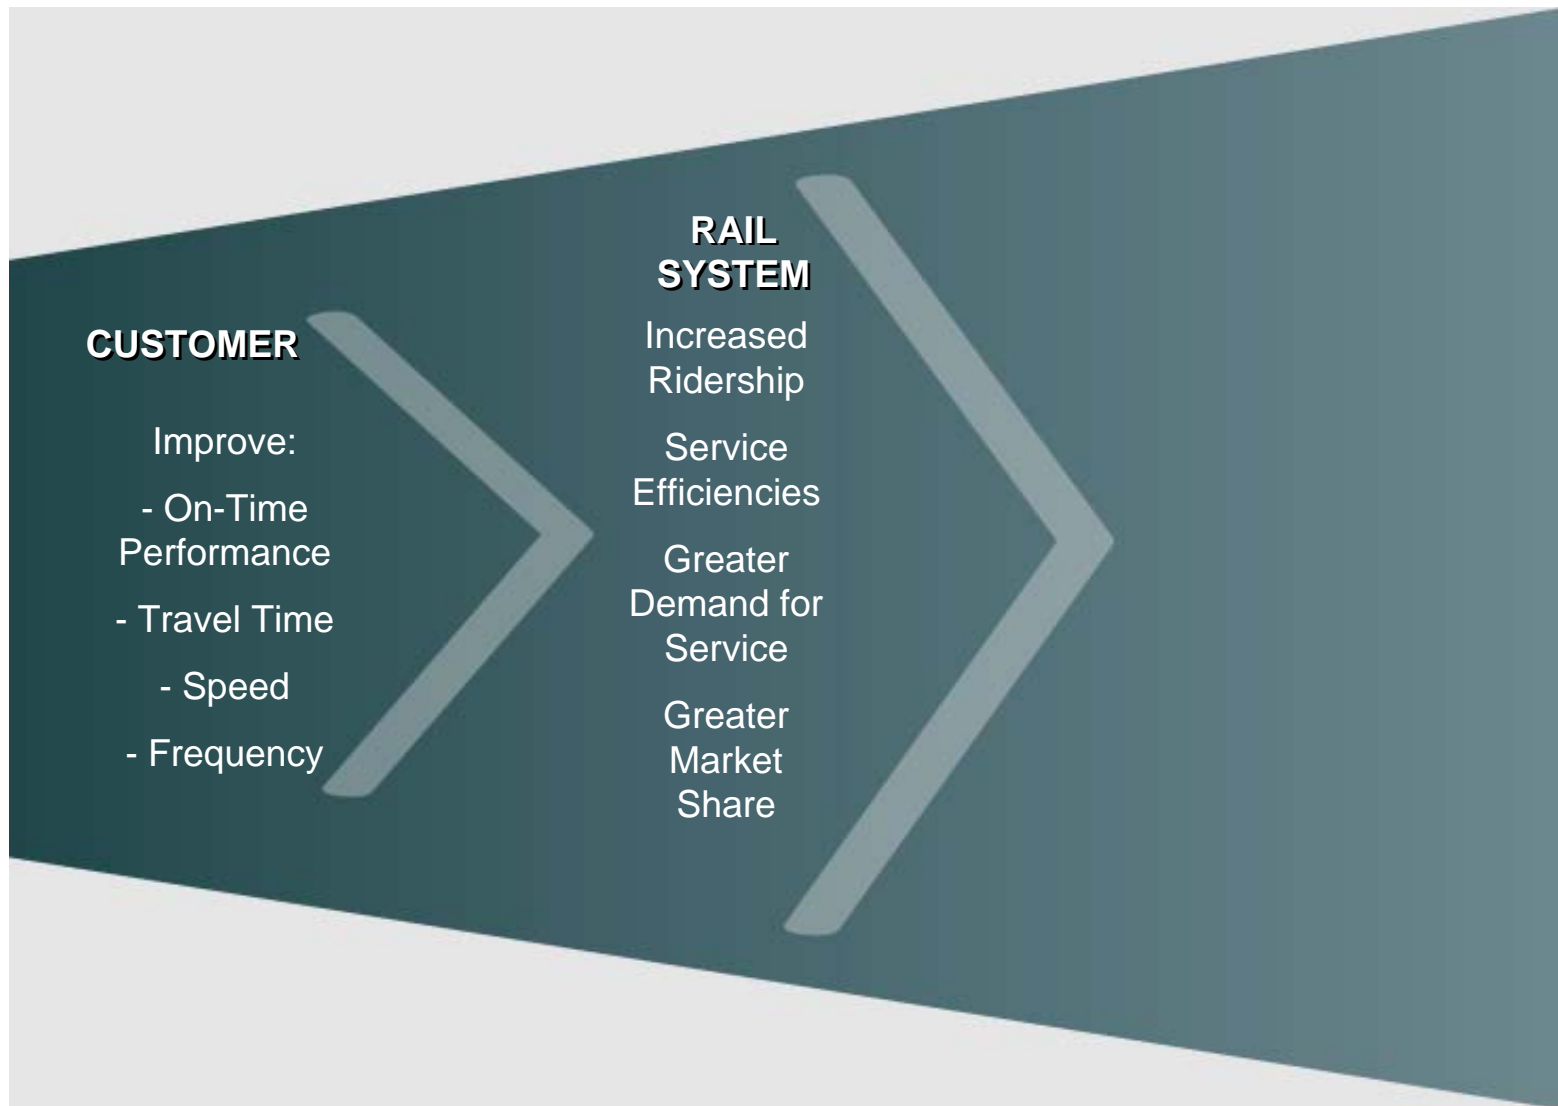 CUSTOMER
Improve:
- On-Time
Performance
- Travel Time
- Speed
- Frequency
RAIL
SYSTEM
Increased
Ridership
Service
Efficiencies
Greater
Demand for
Service
Greater
Market
Share